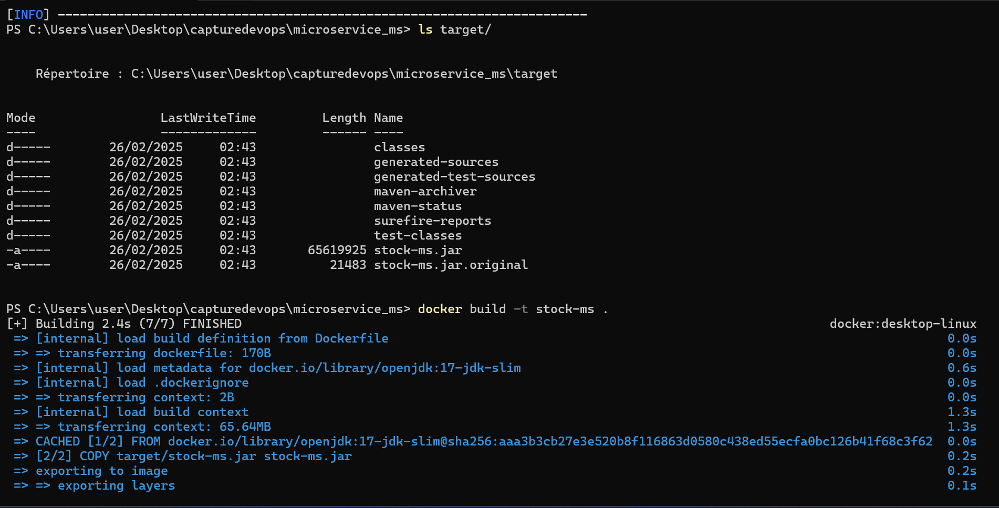 [INFO] ------------------------------------------------------------------------
PS C:\Users\user\Desktop\capturedevops\microservice_ms> ls target/
Répertoire : C:\Users\user\Desktop\capturedevops\microservice_ms\target
Mode LastWriteTime Length Name
---- ------------- ------ ----
d----- 26/02/2025 02:43 classes
d----- 26/02/2025 02:43 generated-sources
d----- 26/02/2025 02:43 generated-test-sources
d----- 26/02/2025 02:43 maven-archiver
d----- 26/02/2025 02:43 maven-status
d----- 26/02/2025 02:43 surefire-reports
d----- 26/02/2025 02:43 test-classes
-a---- 26/02/2025 02:43 65619925 stock-ms.jar
-a---- 26/02/2025 02:43 21483 stock-ms.jar.original
PS C:\Users\user\Desktop\capturedevops\microservice_ms> docker build -t stock-ms .
[+] Building 2.4s (7/7) FINISHED docker:desktop-linux
=> [internal] load build definition from Dockerfile 0.0s
=> => transferring dockerfile: 170B 0.0s
=> [internal] load metadata for docker.io/library/openjdk:17-jdk-slim 0.6s
=> [internal] load .dockerignore 0.0s
=> => transferring context: 2B 0.0s
=> [internal] load build context 1.3s
=> => transferring context: 65.64MB 1.3s
=> CACHED [1/2] FROM docker.io/library/openjdk:17-jdk-slim@sha256:aaa3b3cb27e3e520b8f116863d0580c438ed55ecfa0bc126b41f68c3f62 0.0s
=> [2/2] COPY target/stock-ms.jar stock-ms.jar 0.2s
=> exporting to image 0.2s
=> => exporting layers 0.1s